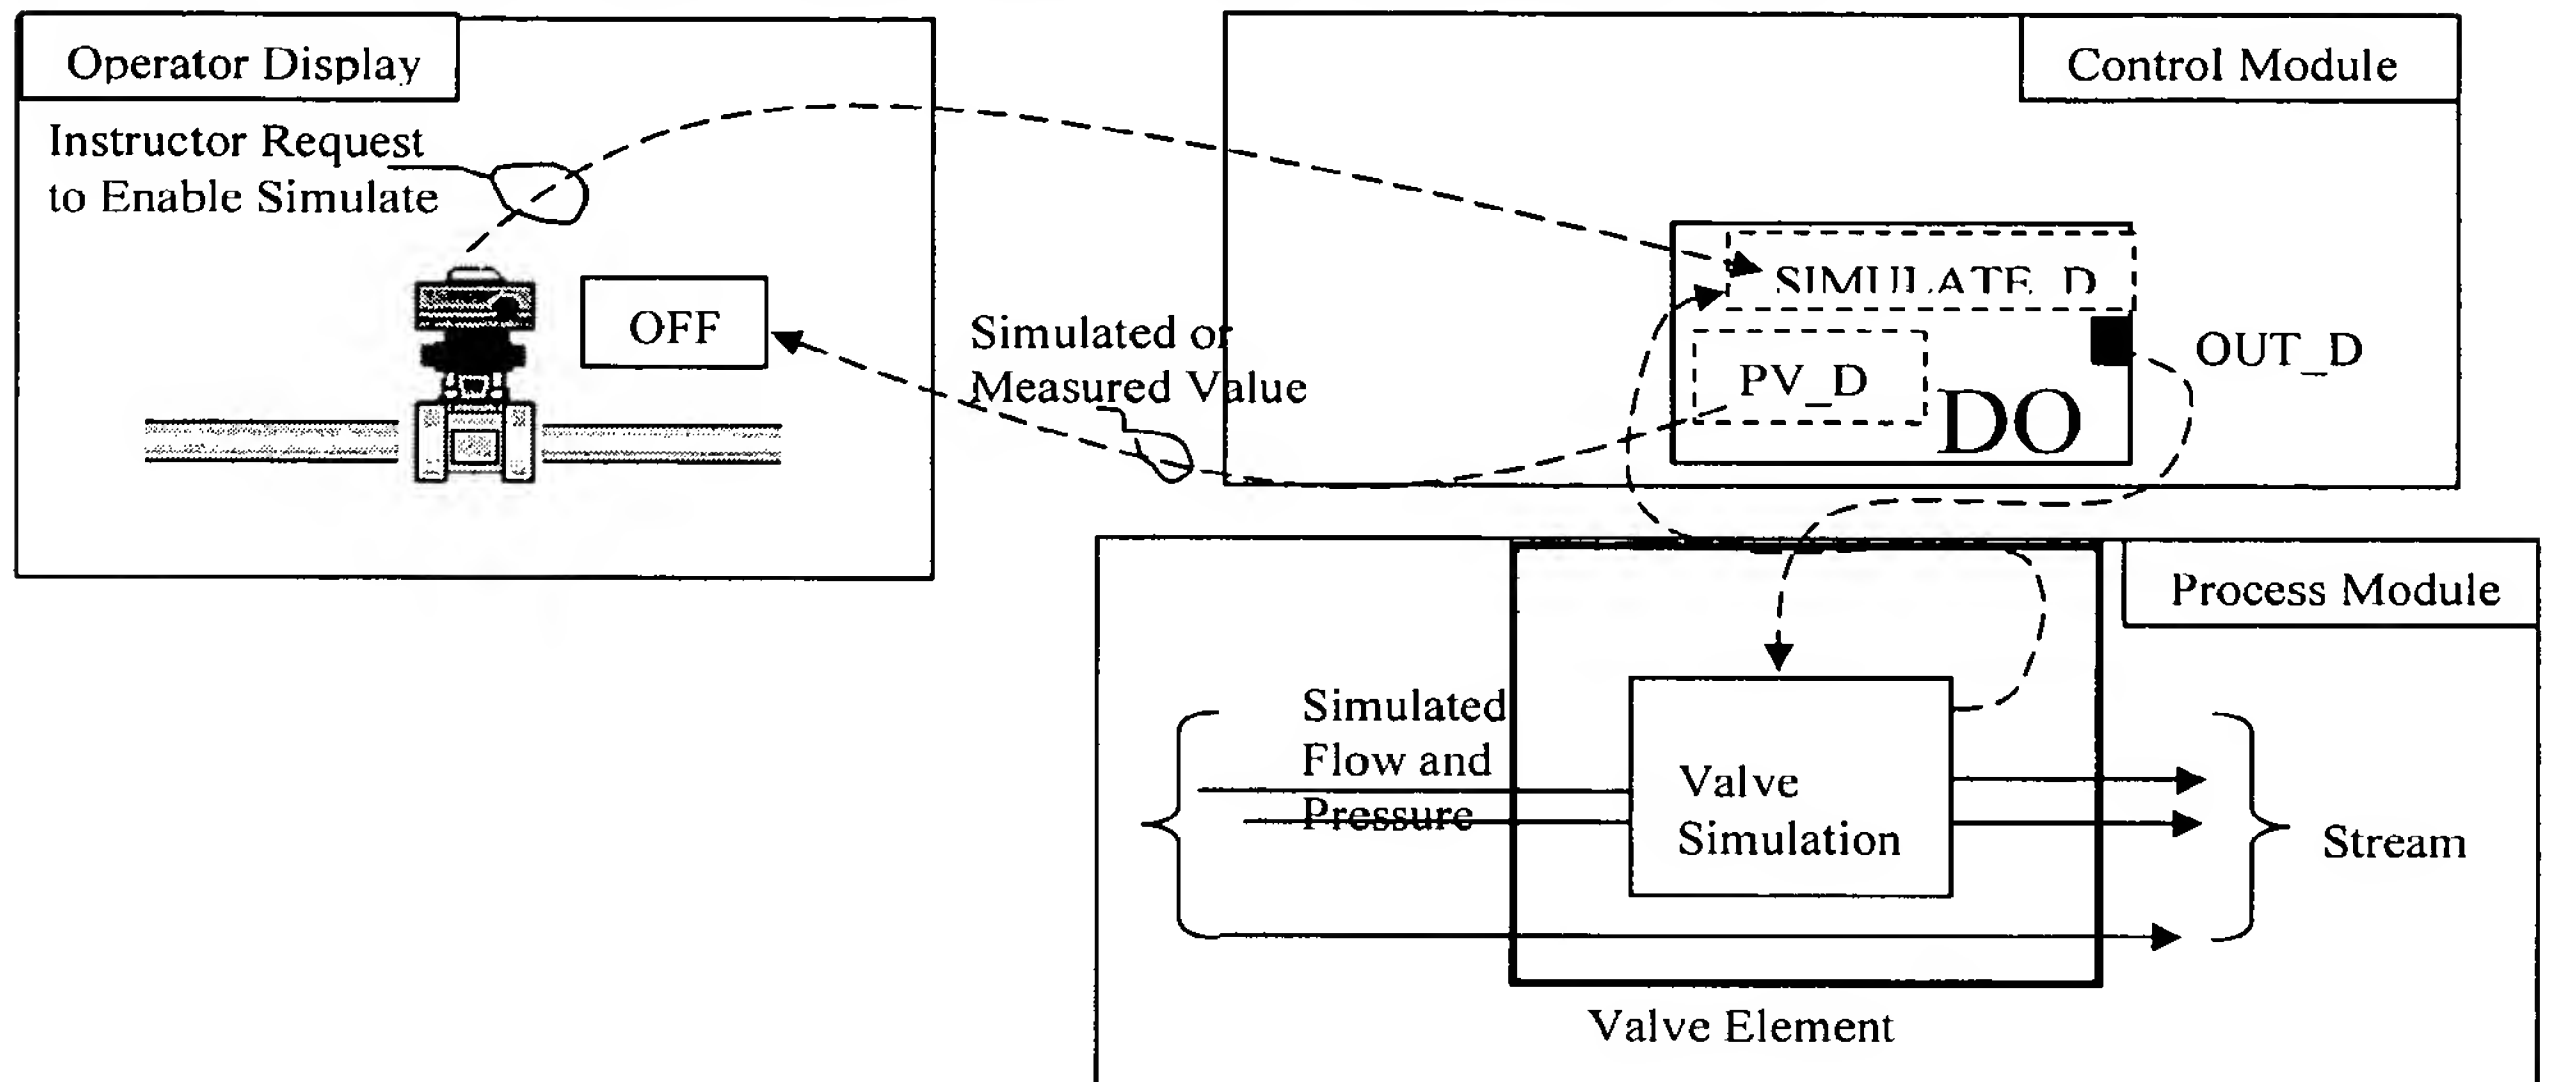 Operator Display
Instructor Request
to Enable Simulate
OFF
Simulated or
Measured Value
Control Module
SIMULATE_D
PV_D
DO
OUT_D
Process Module
Simulated
Flow and
Pressure
Valve
Simulation
Stream
Valve Element